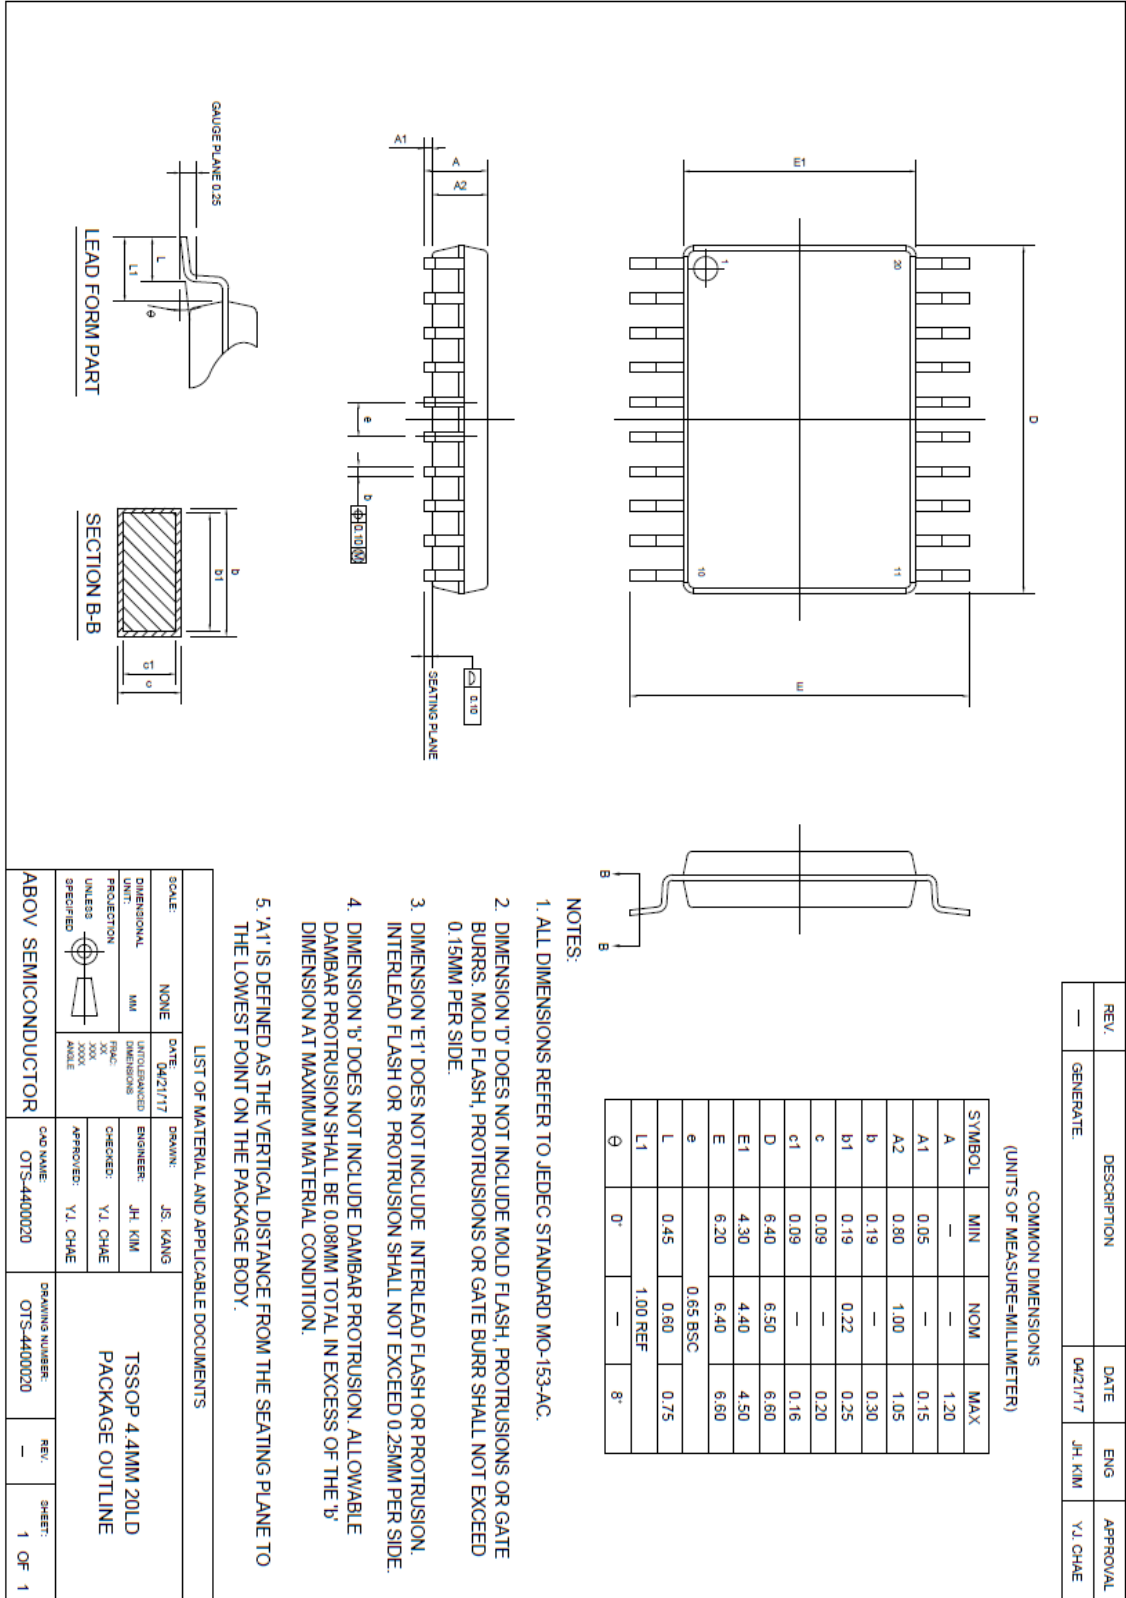 REV. DESCRIPTION DATE ENG APPROVAL
— GENERATE. 04/21/'17 JH. KIM Y.J. CHAE
D
E1
E
1
20
10
11
A1
A
A2
e
b
0.10 M
0.10
SEATING PLANE
GAUGE PLANE 0.25
L
L1
θ
LEAD FORM PART
b
b1
c1
c
SECTION B-B
B B
COMMON DIMENSIONS
(UNITS OF MEASURE=MILLIMETER)
SYMBOL MIN NOM MAX
A — — 1.20
A1 0.05 — 0.15
A2 0.80 1.00 1.05
b 0.19 — 0.30
b1 0.19 0.22 0.25
c 0.09 — 0.20
c1 0.09 — 0.16
D 6.40 6.50 6.60
E1 4.30 4.40 4.50
E 6.20 6.40 6.60
e 0.65 BSC
L 0.45 0.60 0.75
L1 1.00 REF
θ 0° — 8°
NOTES:
1. ALL DIMENSIONS REFER TO JEDEC STANDARD MO-153-AC.
2. DIMENSION 'D' DOES NOT INCLUDE MOLD FLASH, PROTRUSIONS OR GATE
BURRS. MOLD FLASH, PROTRUSIONS OR GATE BURR SHALL NOT EXCEED
0.15MM PER SIDE.
3. DIMENSION 'E1' DOES NOT INCLUDE INTERLEAD FLASH OR PROTRUSION.
INTERLEAD FLASH OR PROTRUSION SHALL NOT EXCEED 0.25MM PER SIDE.
4. DIMENSION 'b' DOES NOT INCLUDE DAMBAR PROTRUSION. ALLOWABLE
DAMBAR PROTRUSION SHALL BE 0.08MM TOTAL IN EXCESS OF THE 'b'
DIMENSION AT MAXIMUM MATERIAL CONDITION.
5. 'A1' IS DEFINED AS THE VERTICAL DISTANCE FROM THE SEATING PLANE TO
THE LOWEST POINT ON THE PACKAGE BODY.
LIST OF MATERIAL AND APPLICABLE DOCUMENTS
SCALE: NONE
DATE: 04/21/'17
DRAWN: JS. KANG
DIMENSIONAL
UNIT: MM
UNTOLERANCED
DIMENSIONS
ENGINEER: JH. KIM
PROJECTION
UNLESS
SPECIFIED
FRAC:
.XX
.XXX
.XXXX
ANGLE
CHECKED: Y.J. CHAE
APPROVED: Y.J. CHAE
TSSOP 4.4MM 20LD
PACKAGE OUTLINE
ABOV SEMICONDUCTOR
CAD NAME: OTS-4400020
DRAWING NUMBER: OTS-4400020
REV. —
SHEET: 1 OF 1